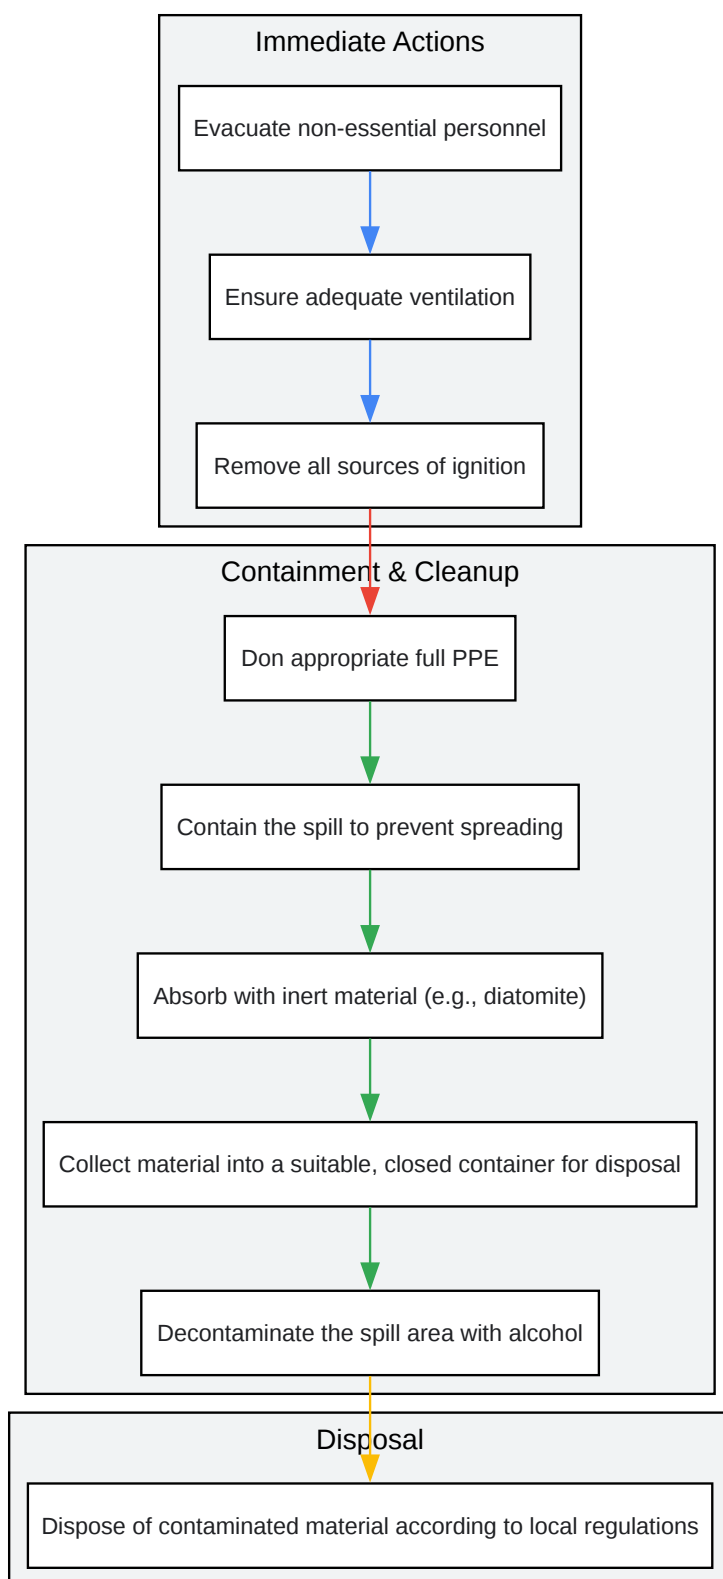 Immediate Actions
Evacuate non-essential personnel
Ensure adequate ventilation
Remove all sources of ignition
Containment & Cleanup
Don appropriate full PPE
Contain the spill to prevent spreading
Absorb with inert material (e.g., diatomite)
Collect material into a suitable, closed container for disposal
Decontaminate the spill area with alcohol
Disposal
Dispose of contaminated material according to local regulations